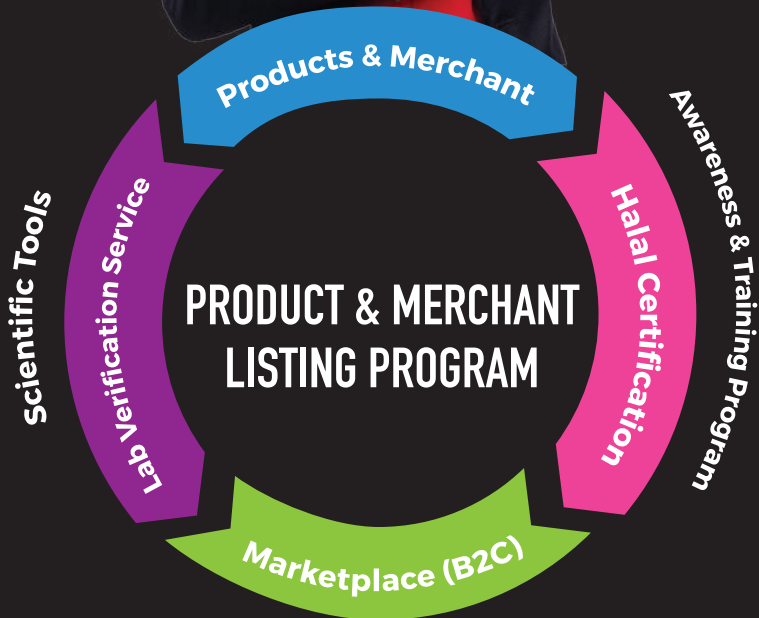 Products & Merchant
Awareness & Training Program
Halal Certification
Scientific Tools
Lab Verification Service
PRODUCT & MERCHANT
LISTING PROGRAM
Marketplace (B2C)